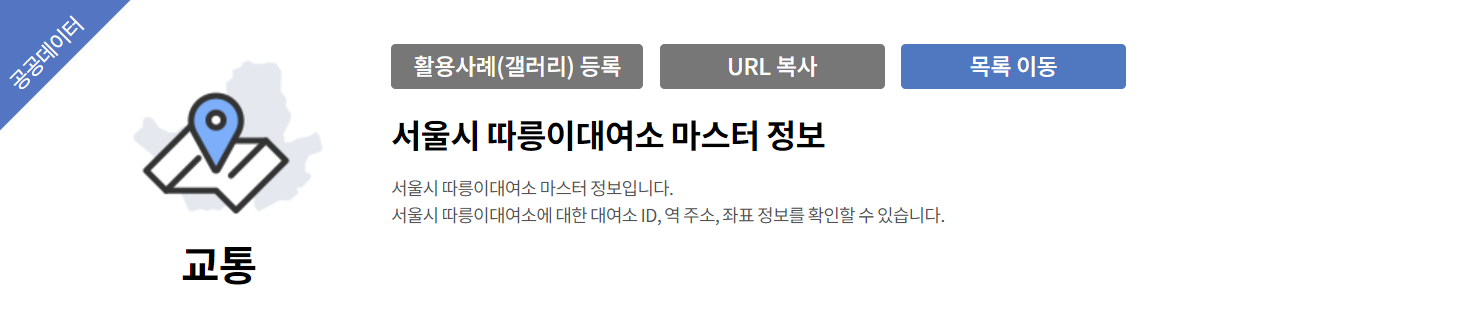 공공데이터
활용사례(갤러리) 등록
URL 복사
목록 이동
서울시 따릉이대여소 마스터 정보
서울시 따릉이대여소 마스터 정보입니다.
서울시 따릉이대여소에 대한 대여소 ID, 역 주소, 좌표 정보를 확인할 수 있습니다.
교통